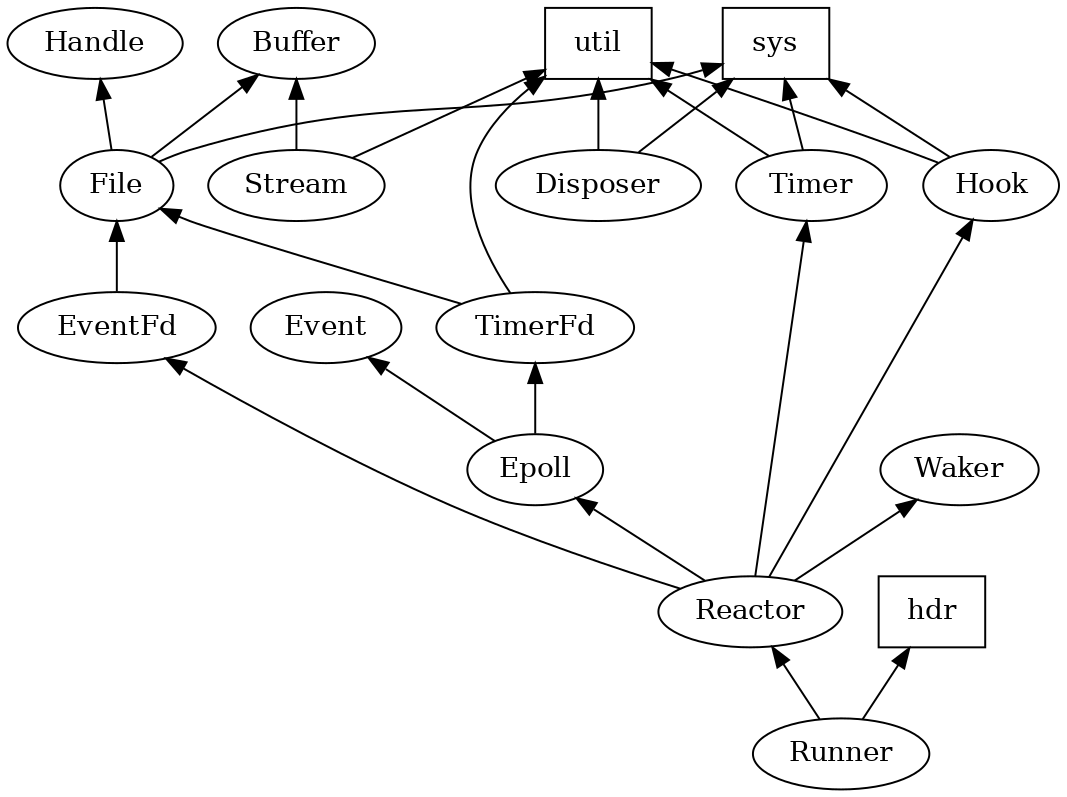 Handle
Buffer
util
sys
File
Stream
Disposer
Timer
Hook
EventFd
Event
TimerFd
Epoll
Waker
Reactor
hdr
Runner